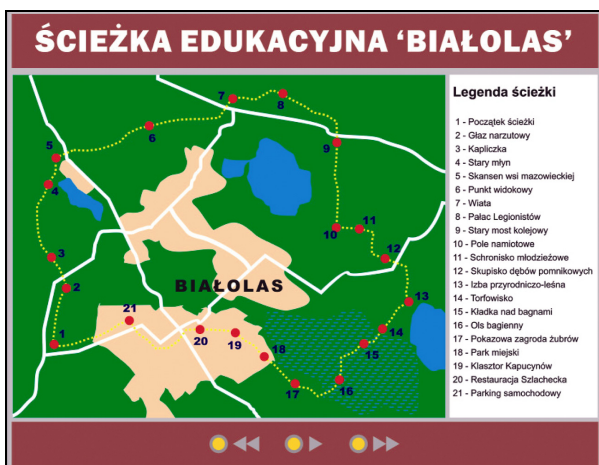 ŚCIEŻKA EDUKACYJNA ‘BIAŁOLAS’
Legenda ścieżki
1 - Początek ścieżki
2 - Głaz narzutowy
3 - Kapliczka
4 - Stary młyn
5 - Skansen wsi mazowieckiej
6 - Punkt widokowy
7 - Wiata
8 - Pałac Legionistów
9 - Stary most kolejowy
10 - Pole namiotowe
11 - Schronisko młodzieżowe
12 - Skupisko dębów pomnikowych
13 - Izba przyrodniczo-leśna
14 - Torfowisko
15 - Kładka nad bagnami
16 - Ols bagienny
17 - Pokazowa zagroda żubrów
18 - Park miejski
19 - Klasztor Kapucynów
20 - Restauracja Szlachecka
21 - Parking samochodowy
7
8
6
5
9
4
10
11
12
3
BIAŁOLAS
2
13
21
14
1
20
19
15
18
17
16